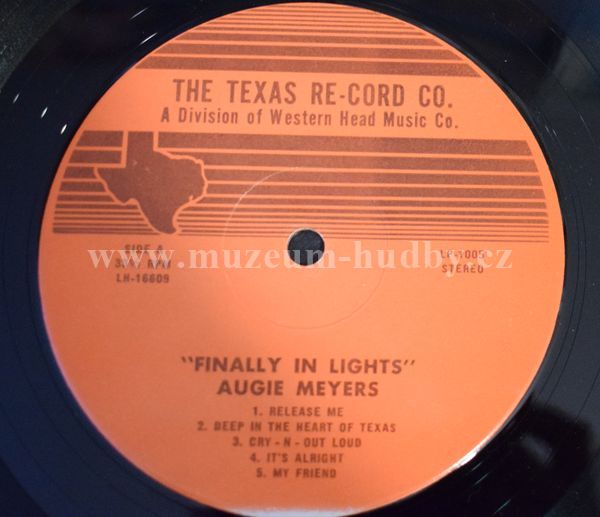 THE TEXAS RE-CORD CO.
A Division of Western Head Music Co.
SIDE A
RPM
LH-16609
STEREO
www.muzeum-hudby.cz
"FINALLY IN LIGHTS"
AUGIE MEYERS
1. RELEASE ME
2. DEEP IN THE HEART OF TEXAS
3. CRY-N-OUT LOUD
4. IT'S ALRIGHT
5. MY FRIEND